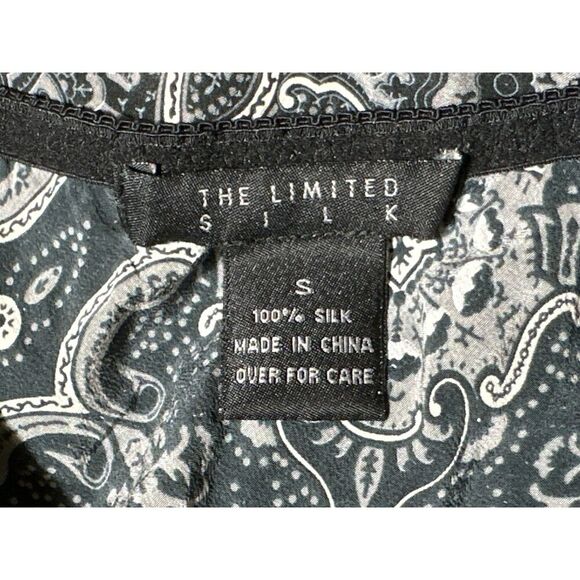 THE LIMITED
SILK
S
100% SILK
MADE IN CHINA
OVER FOR CARE